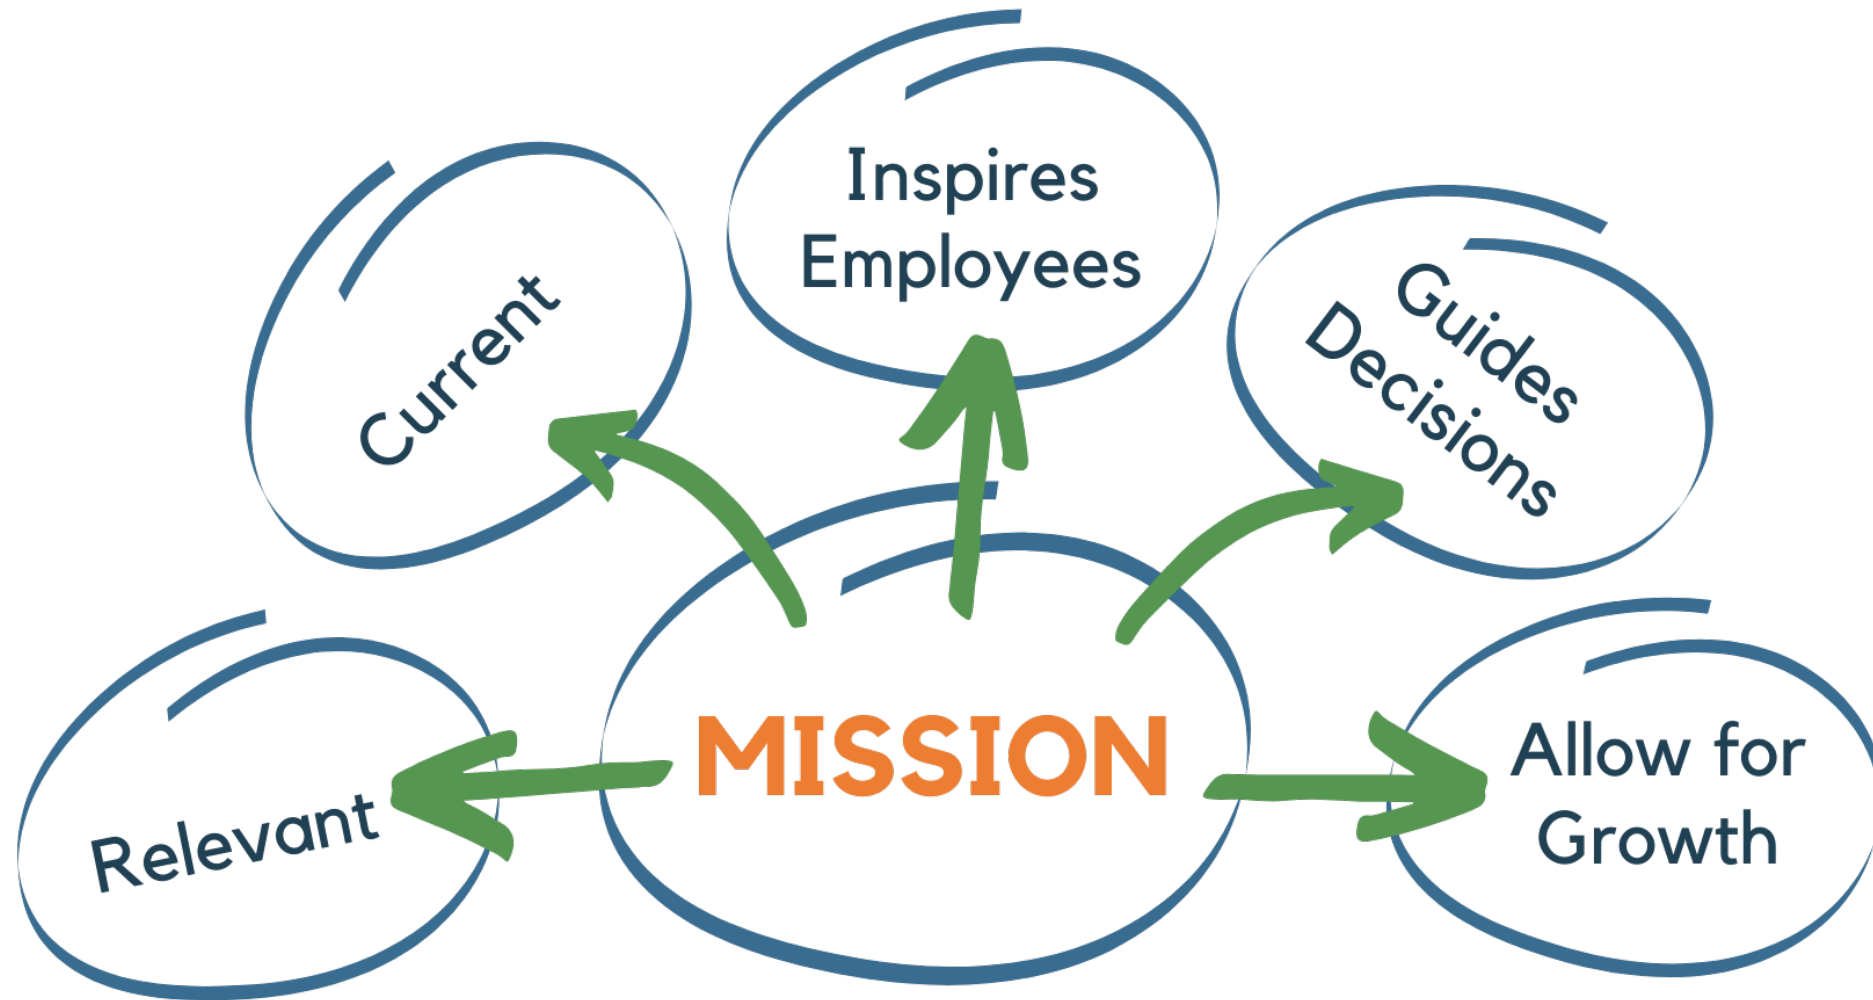 Inspires
Employees
Current
Guides
Decisions
MISSION
Relevant
Allow for
Growth